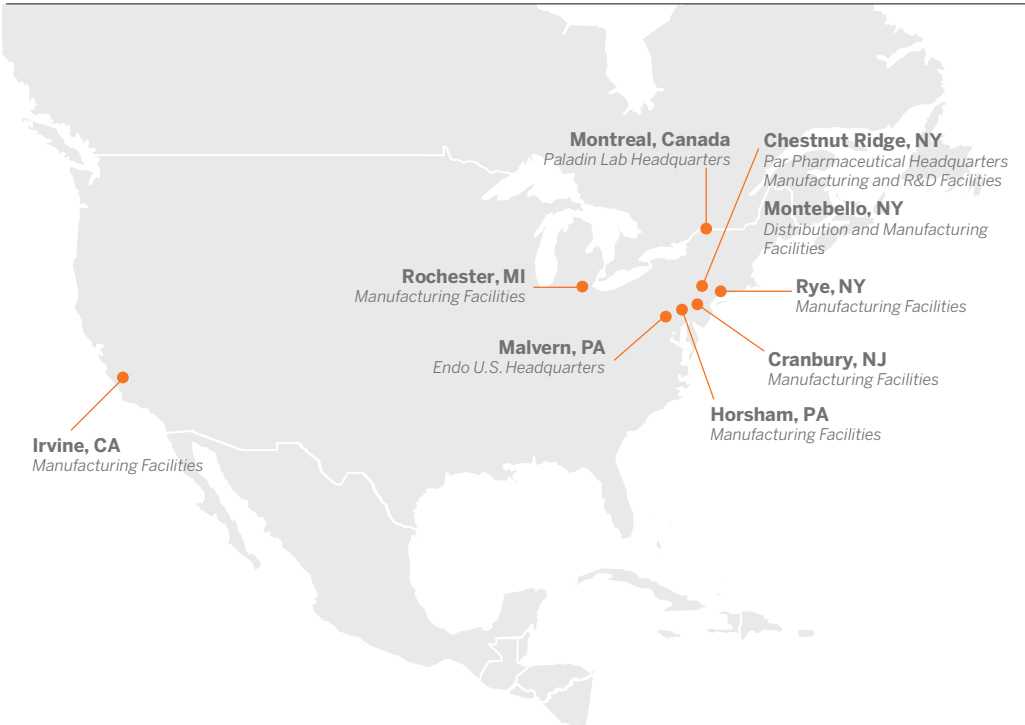 Montreal, Canada
Paladin Lab Headquarters
Chestnut Ridge, NY
Par Pharmaceutical Headquarters
Manufacturing and R&D Facilities
Montebello, NY
Distribution and Manufacturing
Facilities
Rochester, MI
Manufacturing Facilities
Rye, NY
Manufacturing Facilities
Malvern, PA
Endo U.S. Headquarters
Cranbury, NJ
Manufacturing Facilities
Horsham, PA
Manufacturing Facilities
Irvine, CA
Manufacturing Facilities